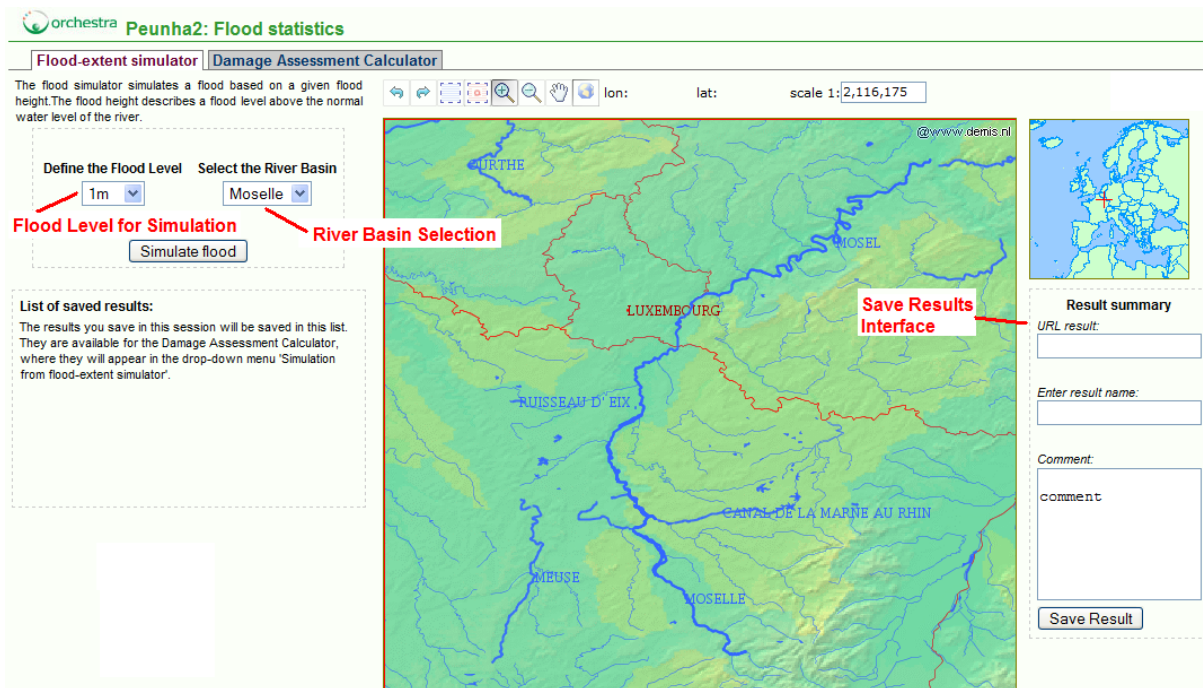 orchestra Peunha2: Flood statistics
Flood-extent simulator
Damage Assessment Calculator
The flood simulator simulates a flood based on a given flood
height.The flood height describes a flood level above the normal
water level of the river.
Define the Flood Level
Select the River Basin
1m
Moselle
Flood Level for Simulation
River Basin Selection
Simulate flood
List of saved results:
The results you save in this session will be saved in this list.
They are available for the Damage Assessment Calculator,
where they will appear in the drop-down menu 'Simulation
from flood-extent simulator'.
lon:
lat:
scale 1: 2,116,175
@www.demis.nl
OURTHE
MOSEL
LUXEMBOURG
RUISSEAU D' EIX
CANAL DE LA MARNE AU RHIN
MEUSE
MOSELLE
Save Results
Interface
Result summary
URL result:
Enter result name:
Comment:
comment
Save Result